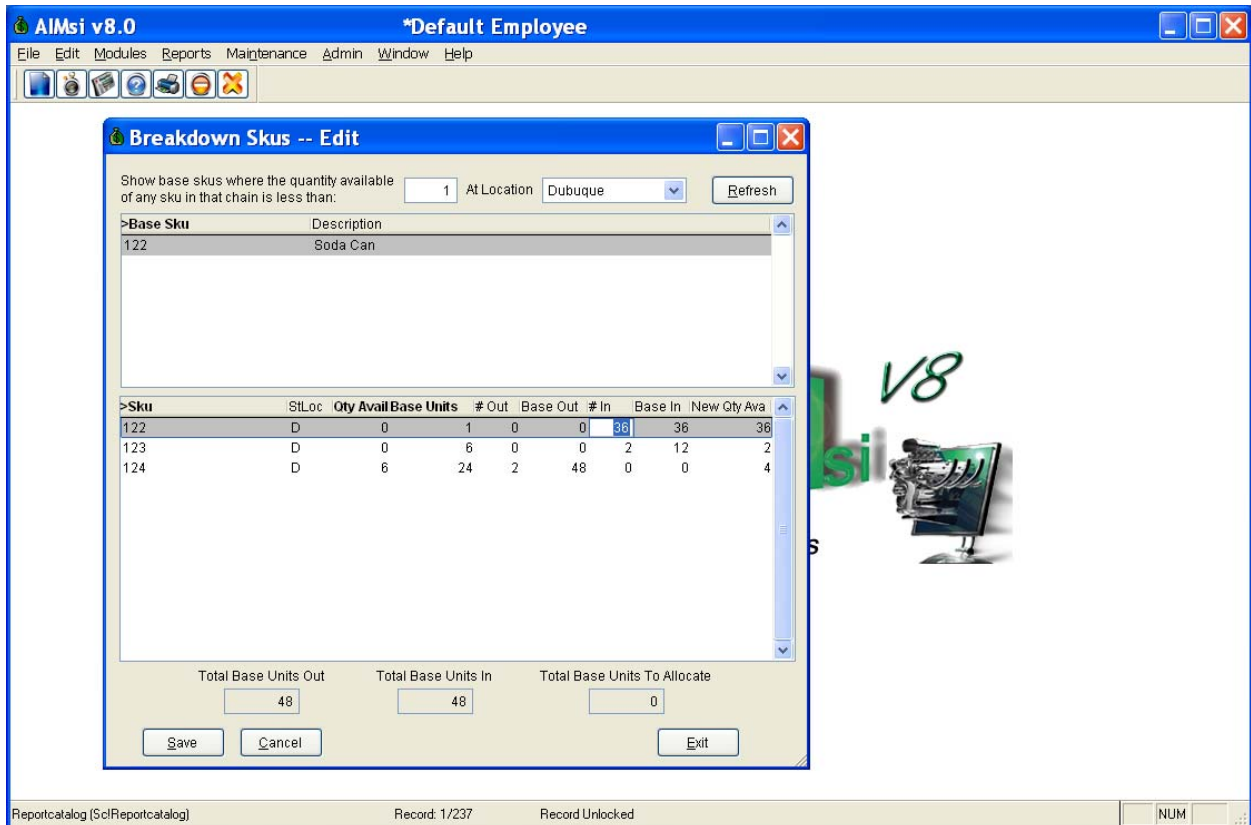 AIMsi v8.0 *Default Employee
File Edit Modules Reports Maintenance Admin Window Help
Breakdown Skus -- Edit
Show base skus where the quantity available
of any sku in that chain is less than: 1 At Location Dubuque Refresh
>Base Sku Description
122 Soda Can
>Sku StLoc Qty Avail Base Units # Out Base Out # In Base In New Qty Ava
122 D 0 1 0 0 36 36 36
123 D 0 6 0 0 2 12 2
124 D 6 24 2 48 0 0 4
Total Base Units Out Total Base Units In Total Base Units To Allocate
48 48 0
Save Cancel Exit
V8
si
s
Reportcatalog (Sc!Reportcatalog) Record: 1/237 Record Unlocked NUM